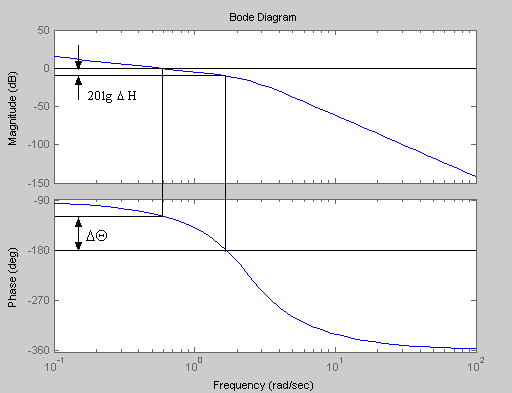 Bode Diagram
50
0
-50
-100
-150
Magnitude (dB)
20lg Δ H
-90
-180
-270
-360
Phase (deg)
ΔΘ
10^-1
10^0
10^1
10^2
Frequency (rad/sec)